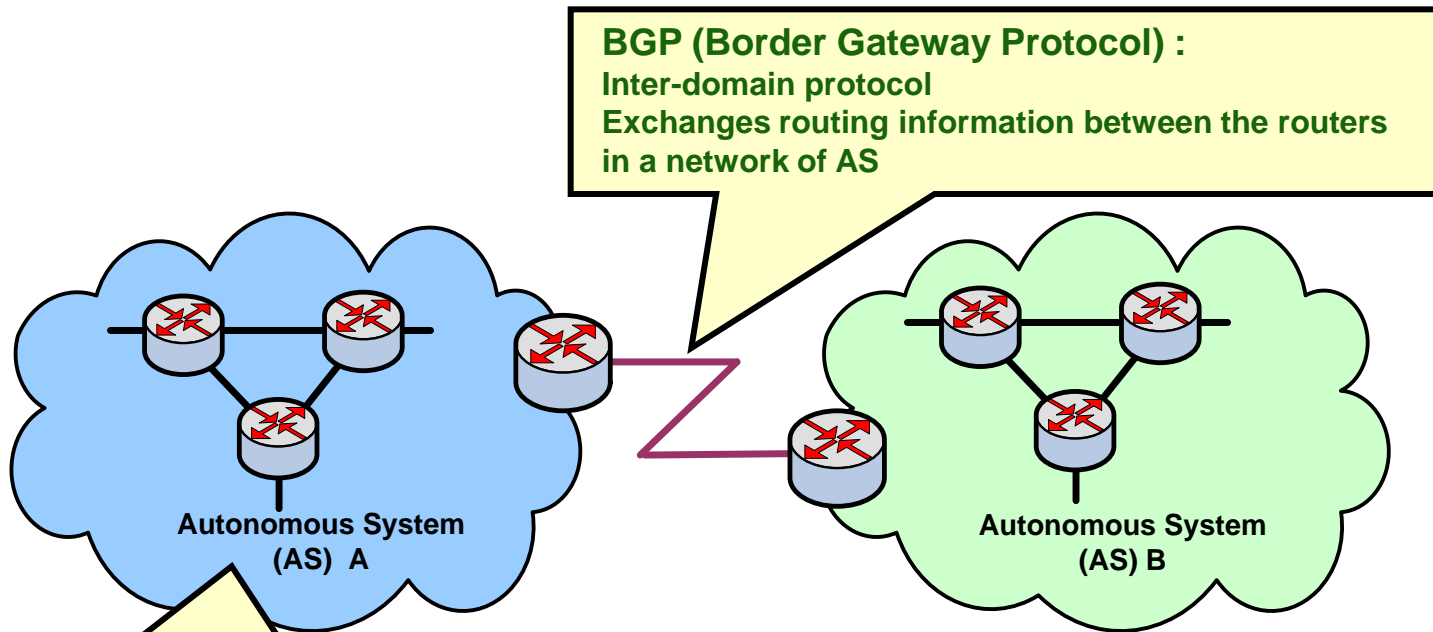 BGP (Border Gateway Protocol) :
Inter-domain protocol
Exchanges routing information between the routers
in a network of AS
Autonomous System
(AS) A
Autonomous System
(AS) B